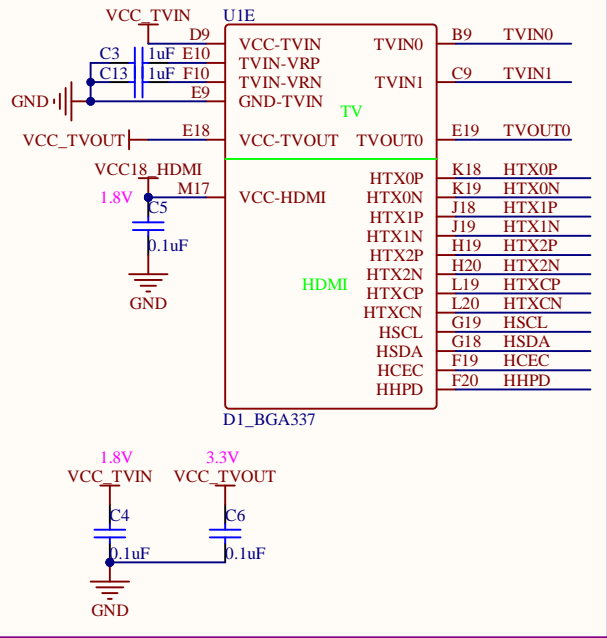 VCC_TVIN
U1E
D9 VCC-TVIN TVIN0 B9 TVIN0
C3 1uF E10 TVIN-VRP
C13 1uF F10 TVIN-VRN TVIN1 C9 TVIN1
GND E9 GND-TVIN
TV
VCC_TVOUT E18 VCC-TVOUT TVOUT0 E19 TVOUT0
VCC18_HDMI
HTX0P K18 HTX0P
1.8V M17 VCC-HDMI HTX0N K19 HTX0N
C5 HTX1P J18 HTX1P
HTX1N J19 HTX1N
0.1uF HTX2P H19 HTX2P
HTX2N H20 HTX2N
HDMI HTXCP L19 HTXCP
GND HTXCN L20 HTXCN
HSCL G19 HSCL
HSDA G18 HSDA
HCEC F19 HCEC
HHPD F20 HHPD
D1_BGA337
1.8V 3.3V
VCC_TVIN VCC_TVOUT
C4 C6
0.1uF 0.1uF
GND